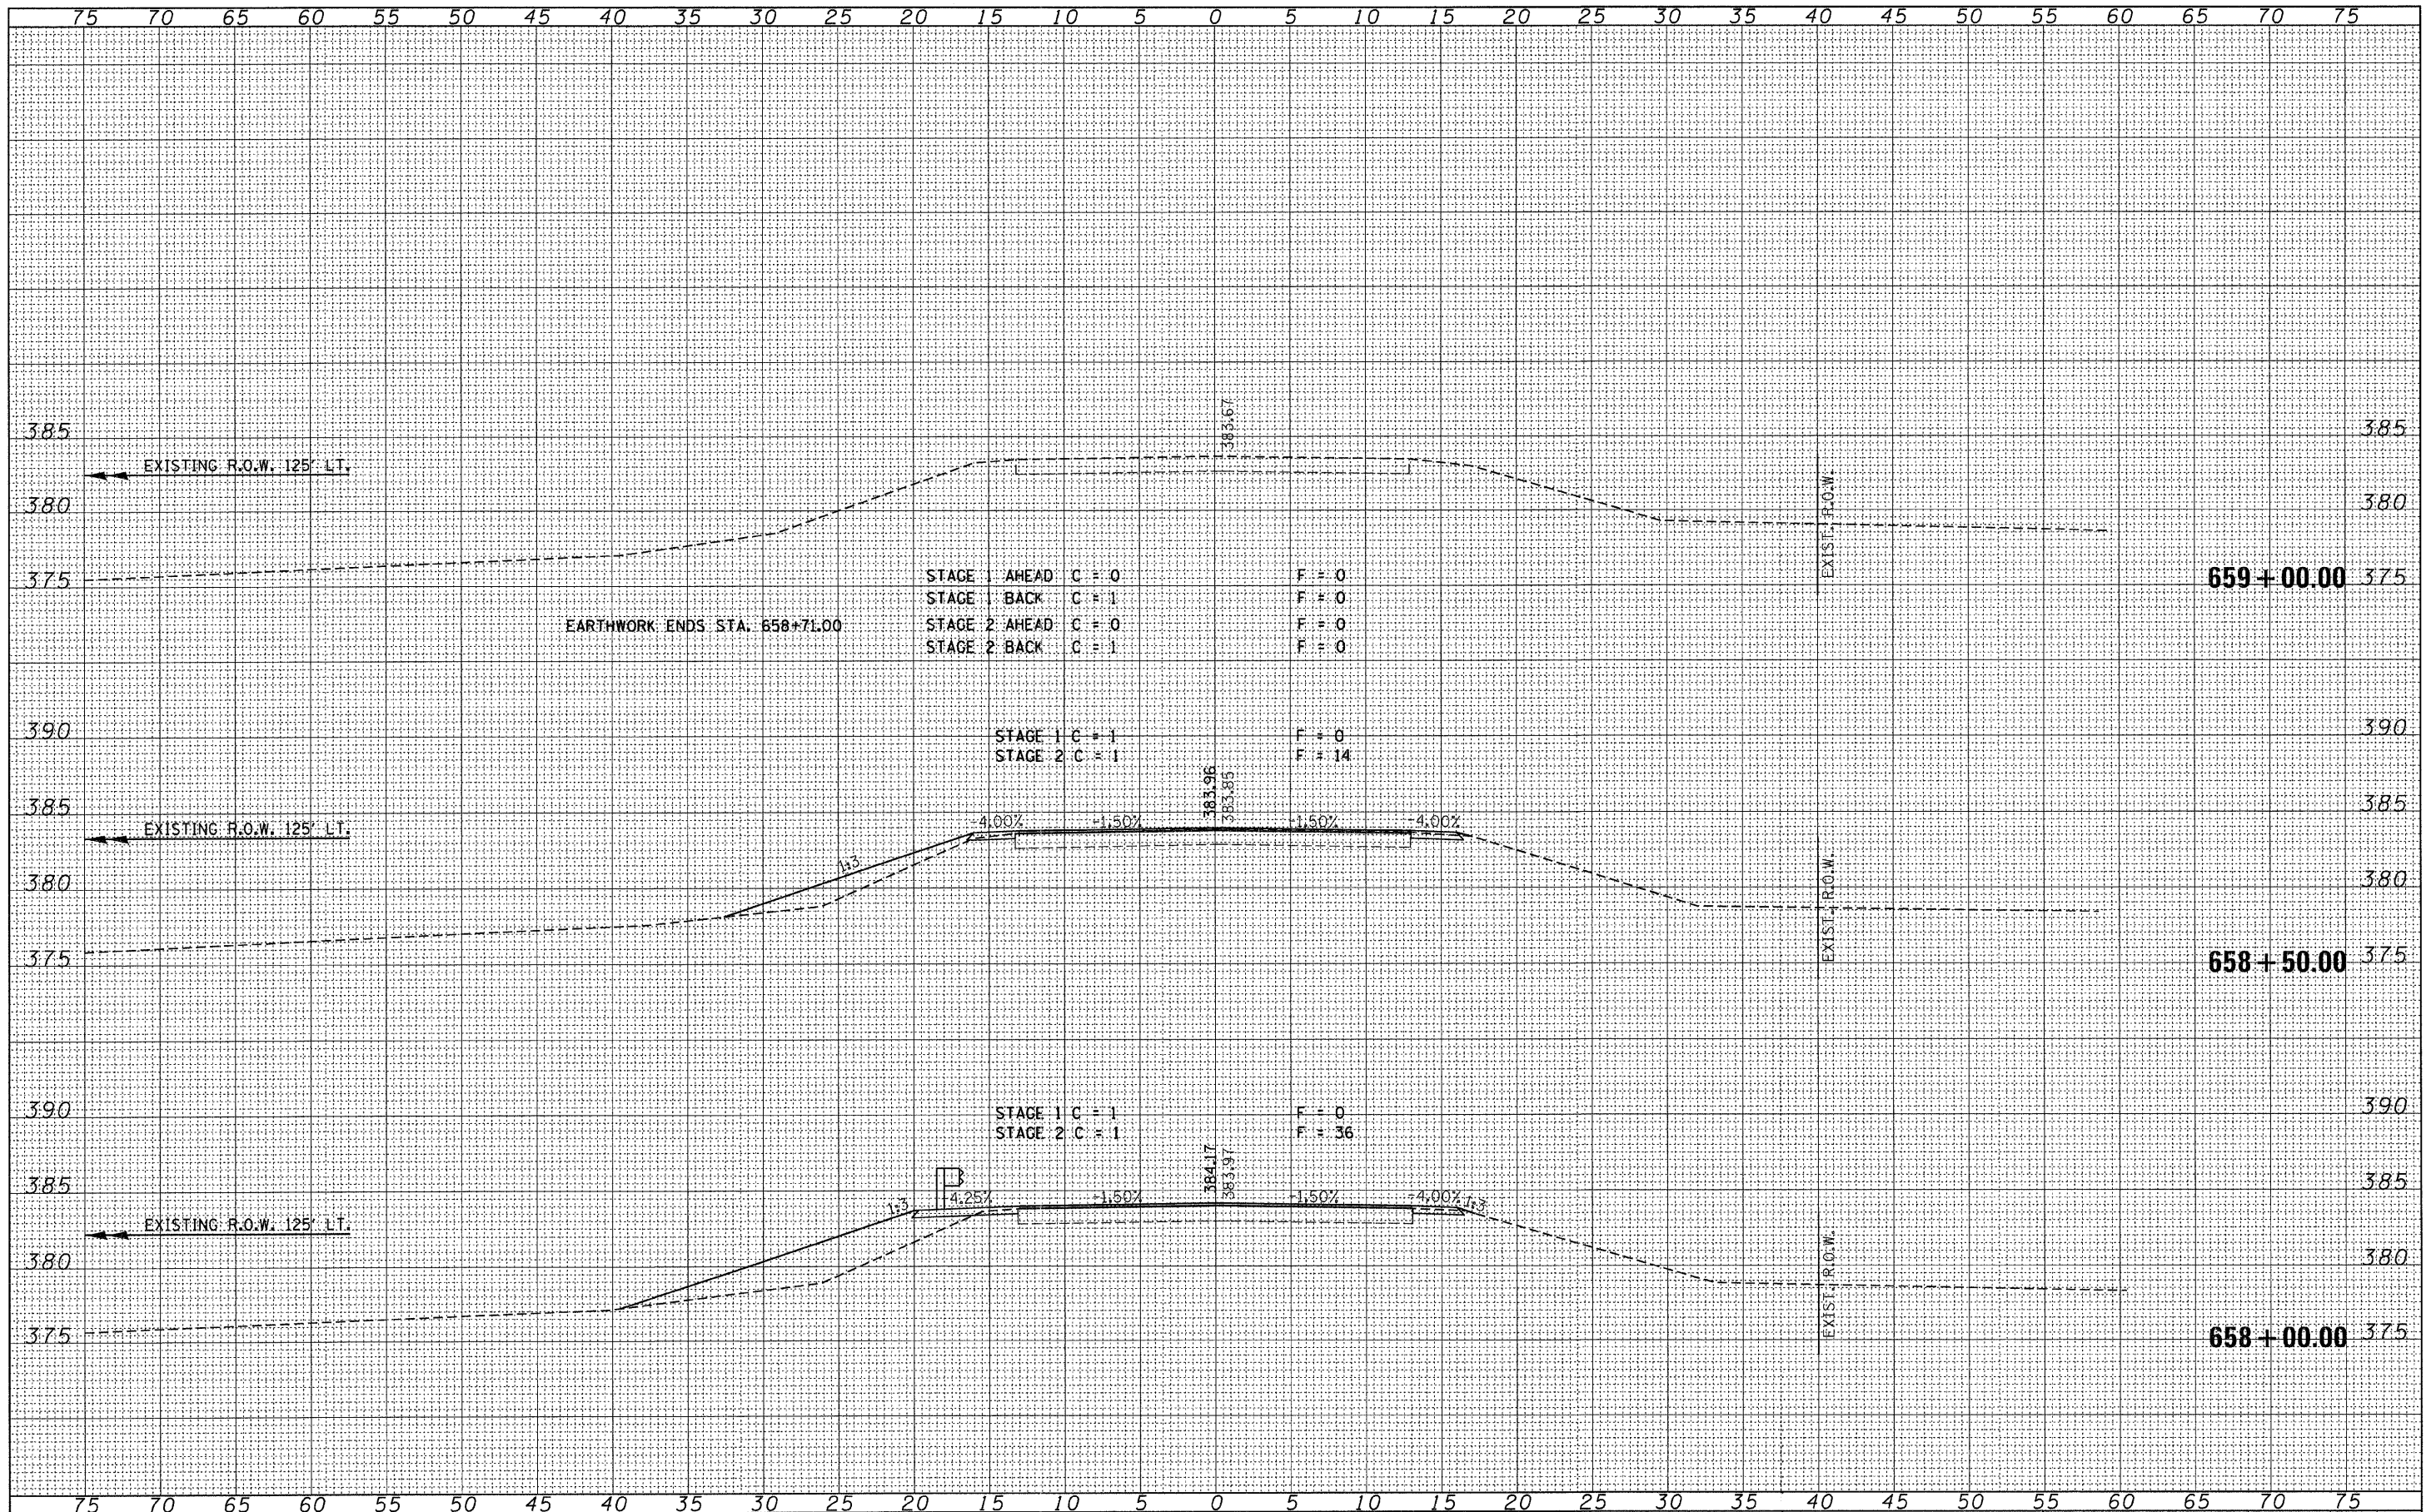 75 70 65 60 55 50 45 40 35 30 25 20 15 10 5 0 5 10 15 20 25 30 35 40 45 50 55 60 65 70 75
383.67
385 385
EXISTING R.O.W. 125' LT.
380 EXIST. R.O.W. 380
375 659+00.00 375
STAGE 1 AHEAD C = 0 F = 0
STAGE 1 BACK C = 1 F = 0
EARTHWORK ENDS STA. 658+71.00 STAGE 2 AHEAD C = 0 F = 0
STAGE 2 BACK C = 1 F = 0
390 390
STAGE 1 C = 1 F = 0
STAGE 2 C = 1 F = 14
383.96
383.85
385 385
-4.00% -1.50% -1.50% -4.00%
EXISTING R.O.W. 125' LT.
1:3
380 EXIST. R.O.W. 380
375 658+50.00 375
390 390
STAGE 1 C = 1 F = 0
STAGE 2 C = 1 F = 36
384.17
383.97
385 385
1:3 -4.25% -1.50% -1.50% -4.00% 1:3
EXISTING R.O.W. 125' LT.
380 EXIST. R.O.W. 380
375 658+00.00 375
75 70 65 60 55 50 45 40 35 30 25 20 15 10 5 0 5 10 15 20 25 30 35 40 45 50 55 60 65 70 75